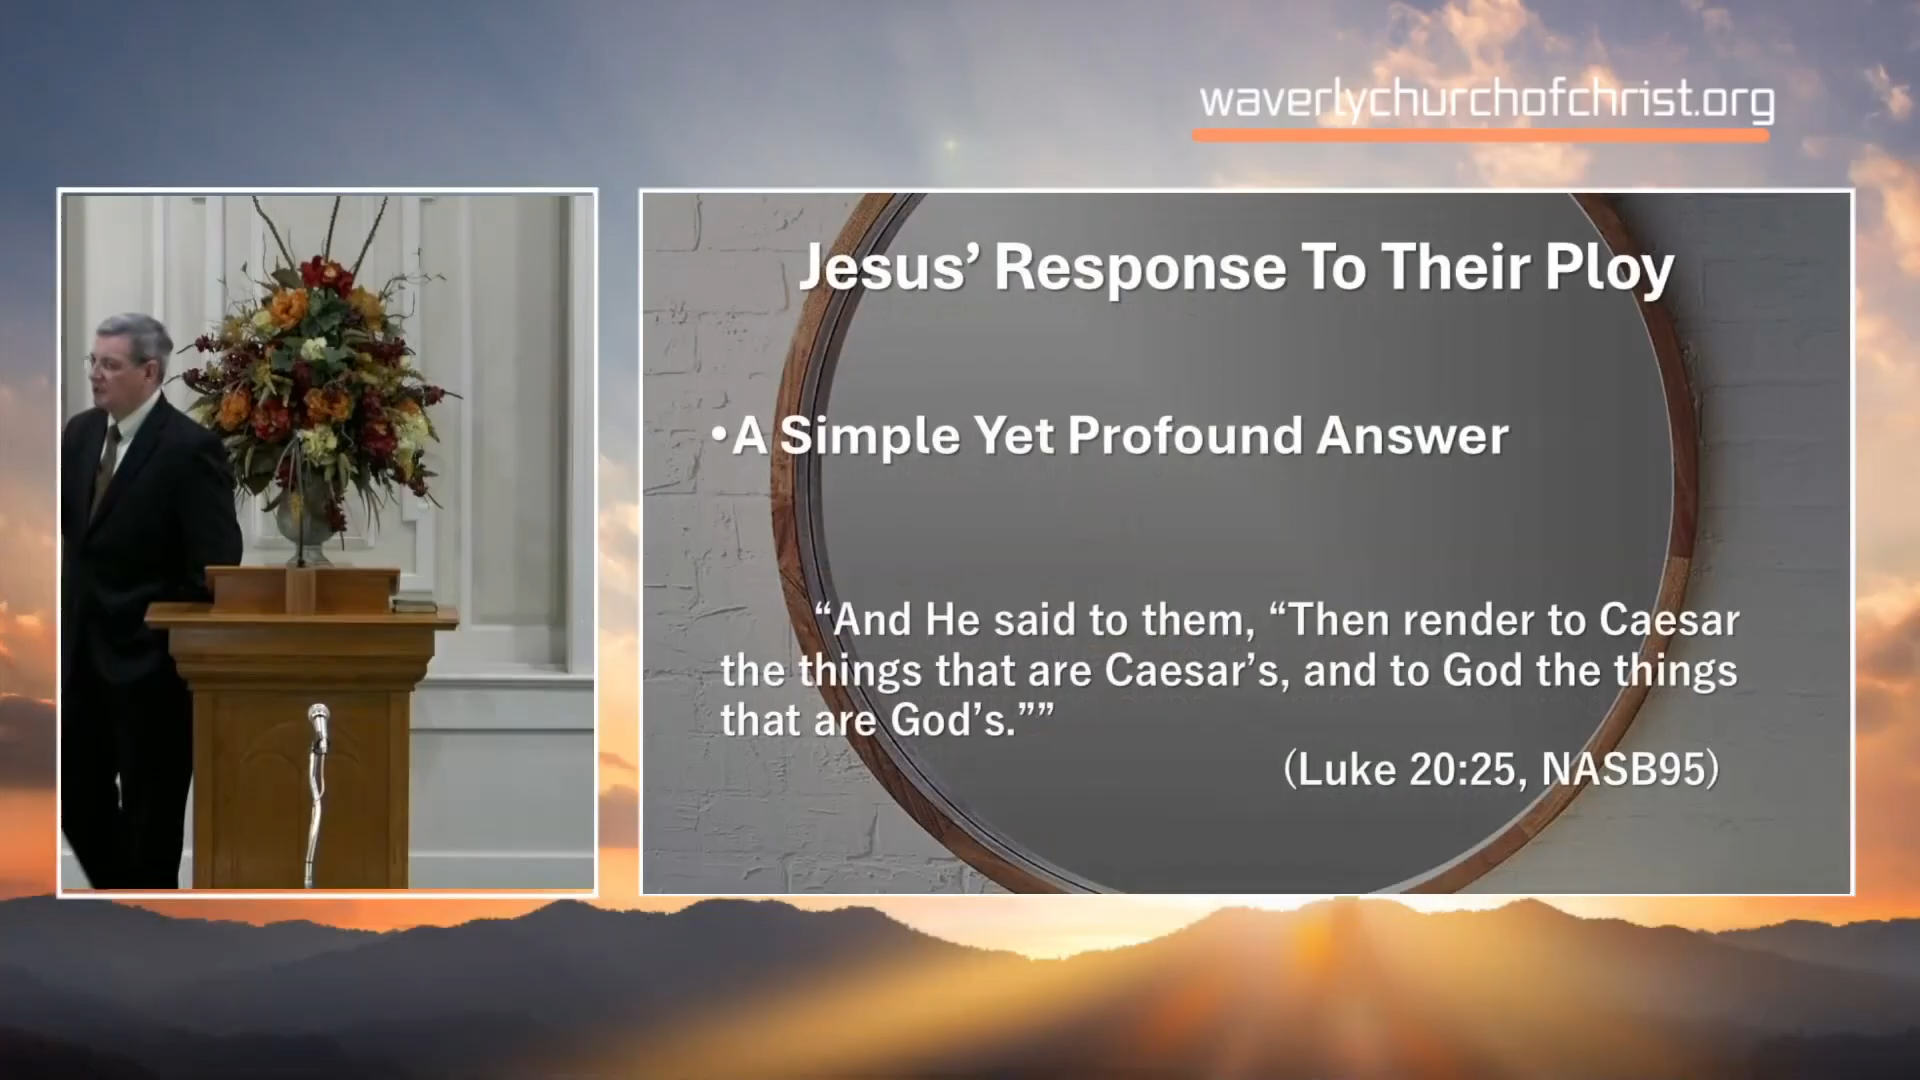 waverlychurchofchrist.org
Jesus’ Response To Their Ploy
•A Simple Yet Profound Answer
“And He said to them, “Then render to Caesar
the things that are Caesar’s, and to God the things
that are God’s.””
(Luke 20:25, NASB95)